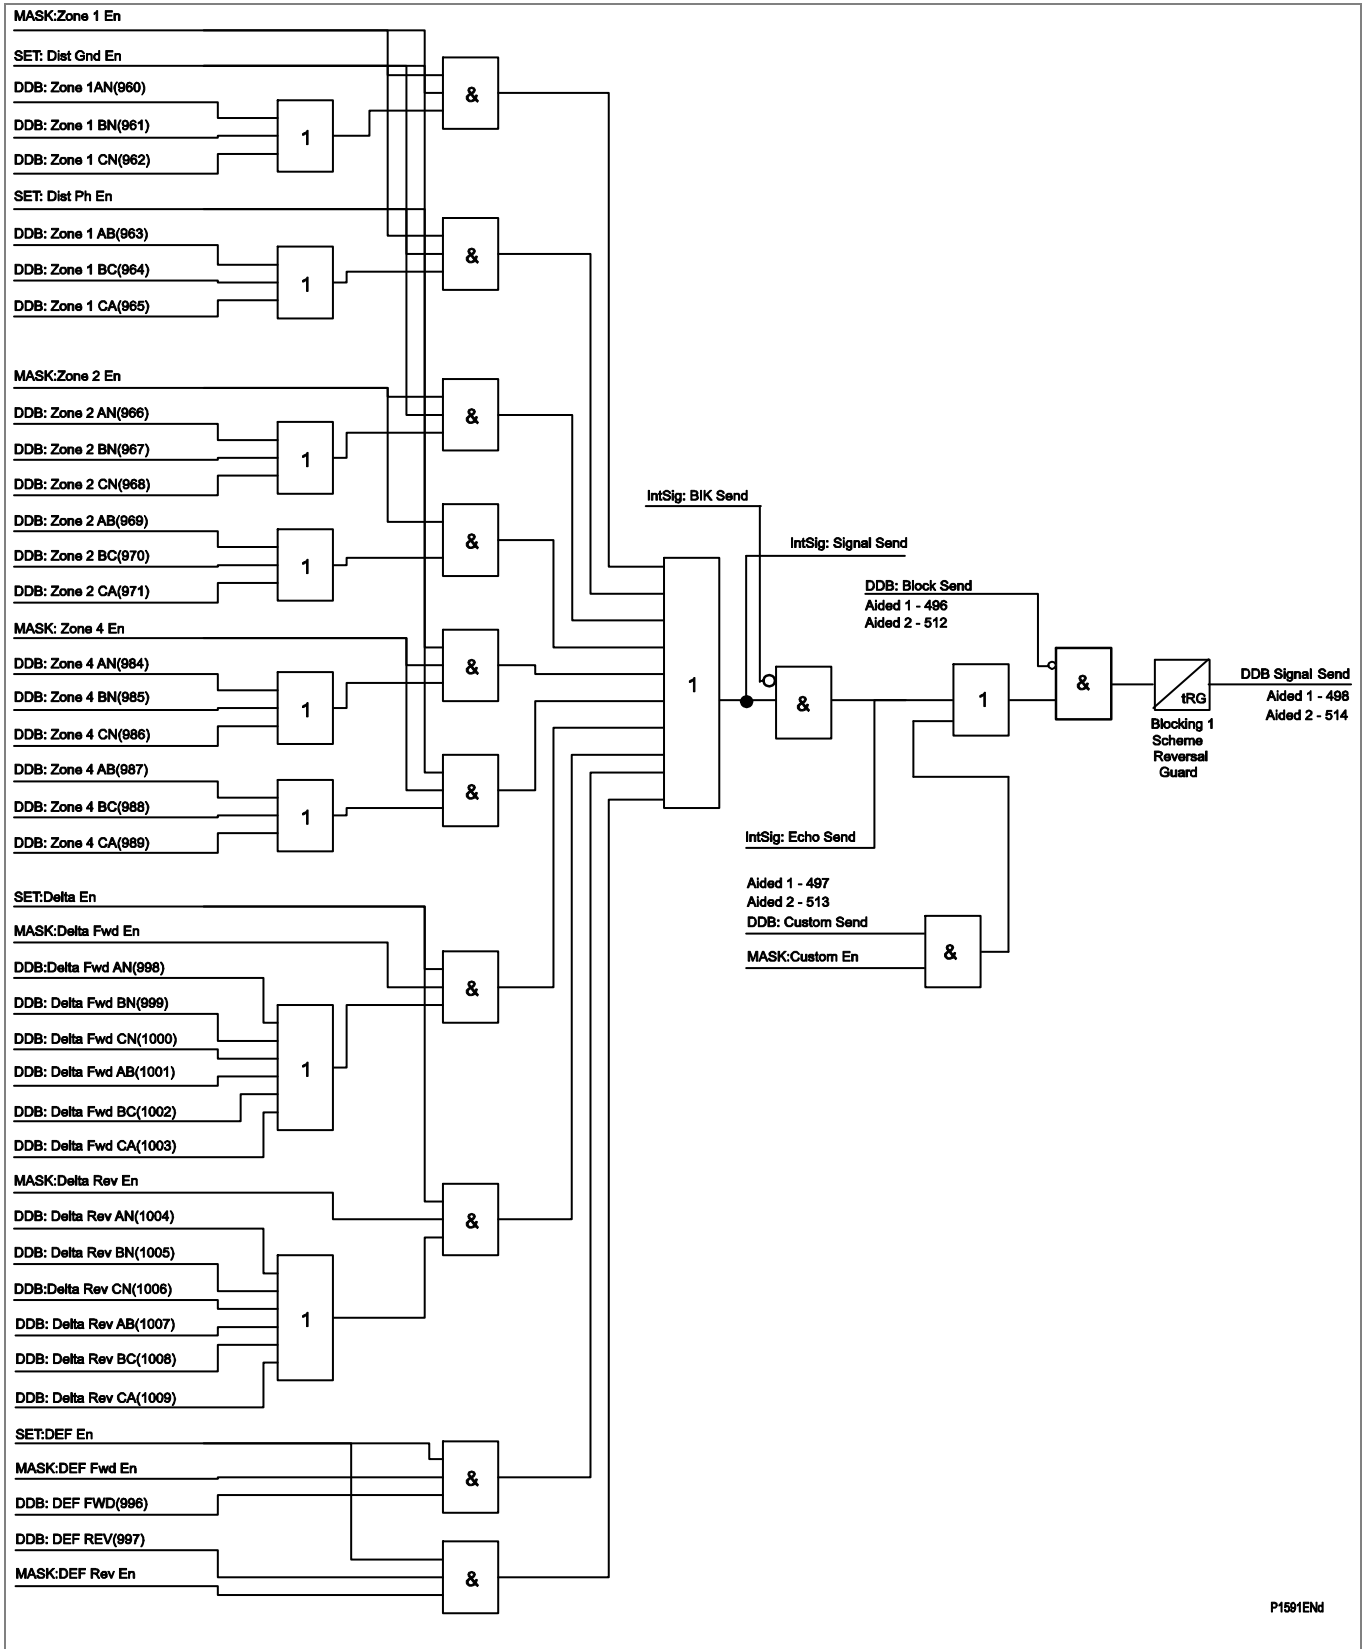 MASK:Zone 1 En
SET: Dist Gnd En
DDB: Zone 1AN(960)
DDB: Zone 1 BN(961)
DDB: Zone 1 CN(962)
SET: Dist Ph En
DDB: Zone 1 AB(963)
DDB: Zone 1 BC(964)
DDB: Zone 1 CA(965)
MASK:Zone 2 En
DDB: Zone 2 AN(966)
DDB: Zone 2 BN(967)
DDB: Zone 2 CN(968)
DDB: Zone 2 AB(969)
DDB: Zone 2 BC(970)
DDB: Zone 2 CA(971)
MASK: Zone 4 En
DDB: Zone 4 AN(984)
DDB: Zone 4 BN(985)
DDB: Zone 4 CN(986)
DDB: Zone 4 AB(987)
DDB: Zone 4 BC(988)
DDB: Zone 4 CA(989)
SET:Delta En
MASK:Delta Fwd En
DDB:Delta Fwd AN(998)
DDB: Delta Fwd BN(999)
DDB: Delta Fwd CN(1000)
DDB: Delta Fwd AB(1001)
DDB: Delta Fwd BC(1002)
DDB: Delta Fwd CA(1003)
MASK:Delta Rev En
DDB: Delta Rev AN(1004)
DDB: Delta Rev BN(1005)
DDB:Delta Rev CN(1006)
DDB: Delta Rev AB(1007)
DDB: Delta Rev BC(1008)
DDB: Delta Rev CA(1009)
SET:DEF En
MASK:DEF Fwd En
DDB: DEF FWD(996)
DDB: DEF REV(997)
MASK:DEF Rev En
1
1
1
1
1
1
1
1
&
&
&
&
&
&
&
&
&
&
1
IntSig: BlK Send
IntSig: Signal Send
&
DDB: Block Send
Aided 1 - 496
Aided 2 - 512
1
&
tRG
Blocking 1
Scheme
Reversal
Guard
DDB Signal Send
Aided 1 - 498
Aided 2 - 514
IntSig: Echo Send
Aided 1 - 497
Aided 2 - 513
DDB: Custom Send
MASK:Custom En
&
P1591ENd